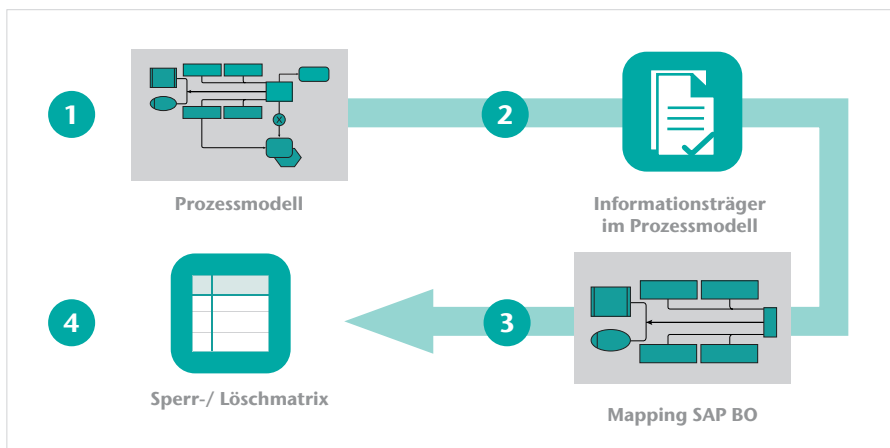 1
Prozessmodell
2
Informationsträger
im Prozessmodell
3
Mapping SAP BO
4
Sperr-/ Löschmatrix
X